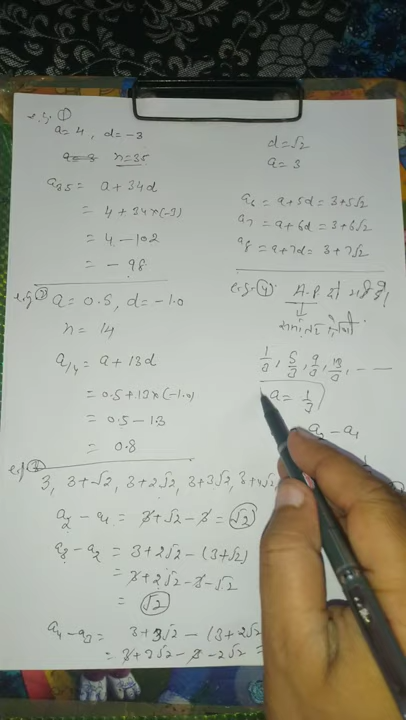 e.g. ①
a = 4, d = -3
n = 35
a₃₅ = a + 34d
= 4 + 34×(-3)
= 4 - 102
= - 98
a = 0.5, d = -1.0
n = 14
a₁₄ = a + 13d
= 0.5 + 13×(-1.0)
= 0.5 - 13
= 0.8
3, 3+√2, 3+2√2, 3+3√2, 3+4√2
a₂ - a₁ = 3+√2 - 3 = √2
a₃ - a₂ = 3+2√2 - (3+√2)
= 3+2√2 - 3 - √2
= √2
a₄ - a₃ = 3+3√2 - (3+2√2
= 3+3√2 - 3 - 2√2 =
d = √2
a = 3
a₆ = a+5d = 3+5√2
a₇ = a+6d = 3+6√2
a₈ = a+7d = 3+7√2
e.g. ④ A.P.
1/3, 5/3, 9/3, 13/3, - - -
a = 1/3
a₂ - a₁